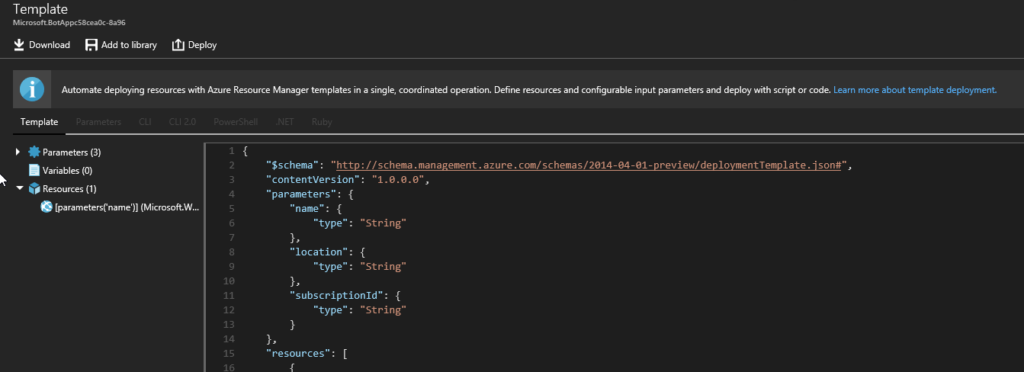 Template
Microsoft.BotAppc58cea0c-8a96
Download Add to library Deploy
Automate deploying resources with Azure Resource Manager templates in a single, coordinated operation. Define resources and configurable input parameters and deploy with script or code. Learn more about template deployment.
Template Parameters CLI CLI 2.0 PowerShell .NET Ruby
Parameters (3)
Variables (0)
Resources (1)
[parameters('name')] (Microsoft.W...
1 {
2 "$schema": "http://schema.management.azure.com/schemas/2014-04-01-preview/deploymentTemplate.json#",
3 "contentVersion": "1.0.0.0",
4 "parameters": {
5 "name": {
6 "type": "String"
7 },
8 "location": {
9 "type": "String"
10 },
11 "subscriptionId": {
12 "type": "String"
13 }
14 },
15 "resources": [
16 {